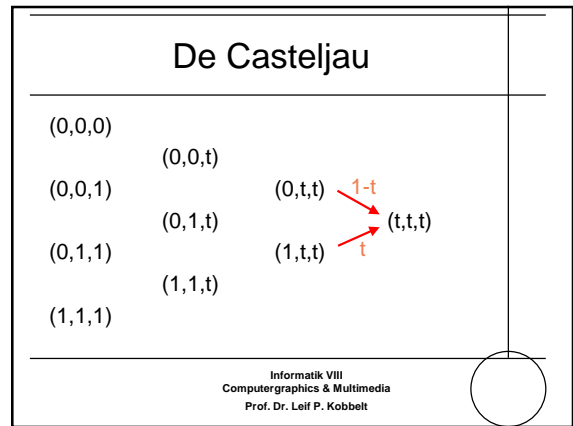 De Casteljau
(0,0,0)
(0,0,t)
(0,0,1) (0,t,t) 1-t
(0,1,t) (t,t,t)
(0,1,1) (1,t,t) t
(1,1,t)
(1,1,1)
Informatik VIII
Computergraphics & Multimedia
Prof. Dr. Leif P. Kobbelt